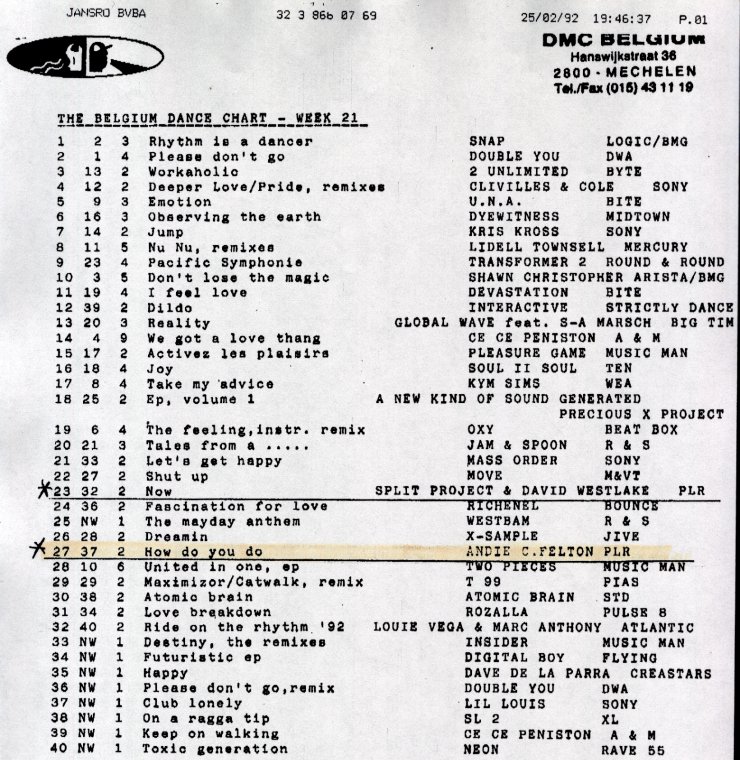 JANSRO BVBA 32 3 866 07 69 25/02/92 19:46:37 P.01
DMC BELGIUM
Hanswijkstraat 36
2800 - MECHELEN
Tel./Fax (015) 43 11 19
THE BELGIUM DANCE CHART - WEEK 21
1 2 3 Rhythm is a dancer SNAP LOGIC/BMG
2 1 4 Please don't go DOUBLE YOU DWA
3 13 2 Workaholic 2 UNLIMITED BYTE
4 12 2 Deeper Love/Pride, remixes CLIVILLES & COLE SONY
5 9 3 Emotion U.N.A. BITE
6 16 3 Observing the earth DYEWITNESS MIDTOWN
7 14 2 Jump KRIS KROSS SONY
8 11 5 Nu Nu, remixes LIDELL TOWNSELL MERCURY
9 23 4 Pacific Symphonie TRANSFORMER 2 ROUND & ROUND
10 3 5 Don't lose the magic SHAWN CHRISTOPHER ARISTA/BMG
11 19 4 I feel love DEVASTATION BITE
12 39 2 Dildo INTERACTIVE STRICTLY DANCE
13 20 3 Reality GLOBAL WAVE feat. S-A MARSCH BIG TIM
14 4 9 We got a love thang CE CE PENISTON A & M
15 17 2 Activez les plaisirs PLEASURE GAME MUSIC MAN
16 18 4 Joy SOUL II SOUL TEN
17 8 4 Take my advice KYM SIMS WEA
18 25 2 Ep, volume 1 A NEW KIND OF SOUND GENERATED
PRECIOUS X PROJECT
19 6 4 The feeling,instr. remix OXY BEAT BOX
20 21 3 Tales from a ..... JAM & SPOON R & S
21 33 2 Let's get happy MASS ORDER SONY
22 27 2 Shut up MOVE M&VT
*23 32 2 Now SPLIT PROJECT & DAVID WESTLAKE PLR
24 36 2 Fascination for love RICHENEL BOUNCE
25 NW 1 The mayday anthem WESTBAM R & S
26 28 2 Dreamin X-SAMPLE JIVE
*27 37 2 How do you do ANDIE C.FELTON PLR
28 10 6 United in one, ep TWO PIECES MUSIC MAN
29 29 2 Maximizor/Catwalk, remix T 99 PIAS
30 38 2 Atomic brain ATOMIC BRAIN STD
31 34 2 Love breakdown ROZALLA PULSE 8
32 40 2 Ride on the rhythm '92 LOUIE VEGA & MARC ANTHONY ATLANTIC
33 NW 1 Destiny, the remixes INSIDER MUSIC MAN
34 NW 1 Futuristic ep DIGITAL BOY FLYING
35 NW 1 Happy DAVE DE LA PARRA CREASTARS
36 NW 1 Please don't go,remix DOUBLE YOU DWA
37 NW 1 Club lonely LIL LOUIS SONY
38 NW 1 On a ragga tip SL 2 XL
39 NW 1 Keep on walking CE CE PENISTON A & M
40 NW 1 Toxic generation NEON RAVE 55